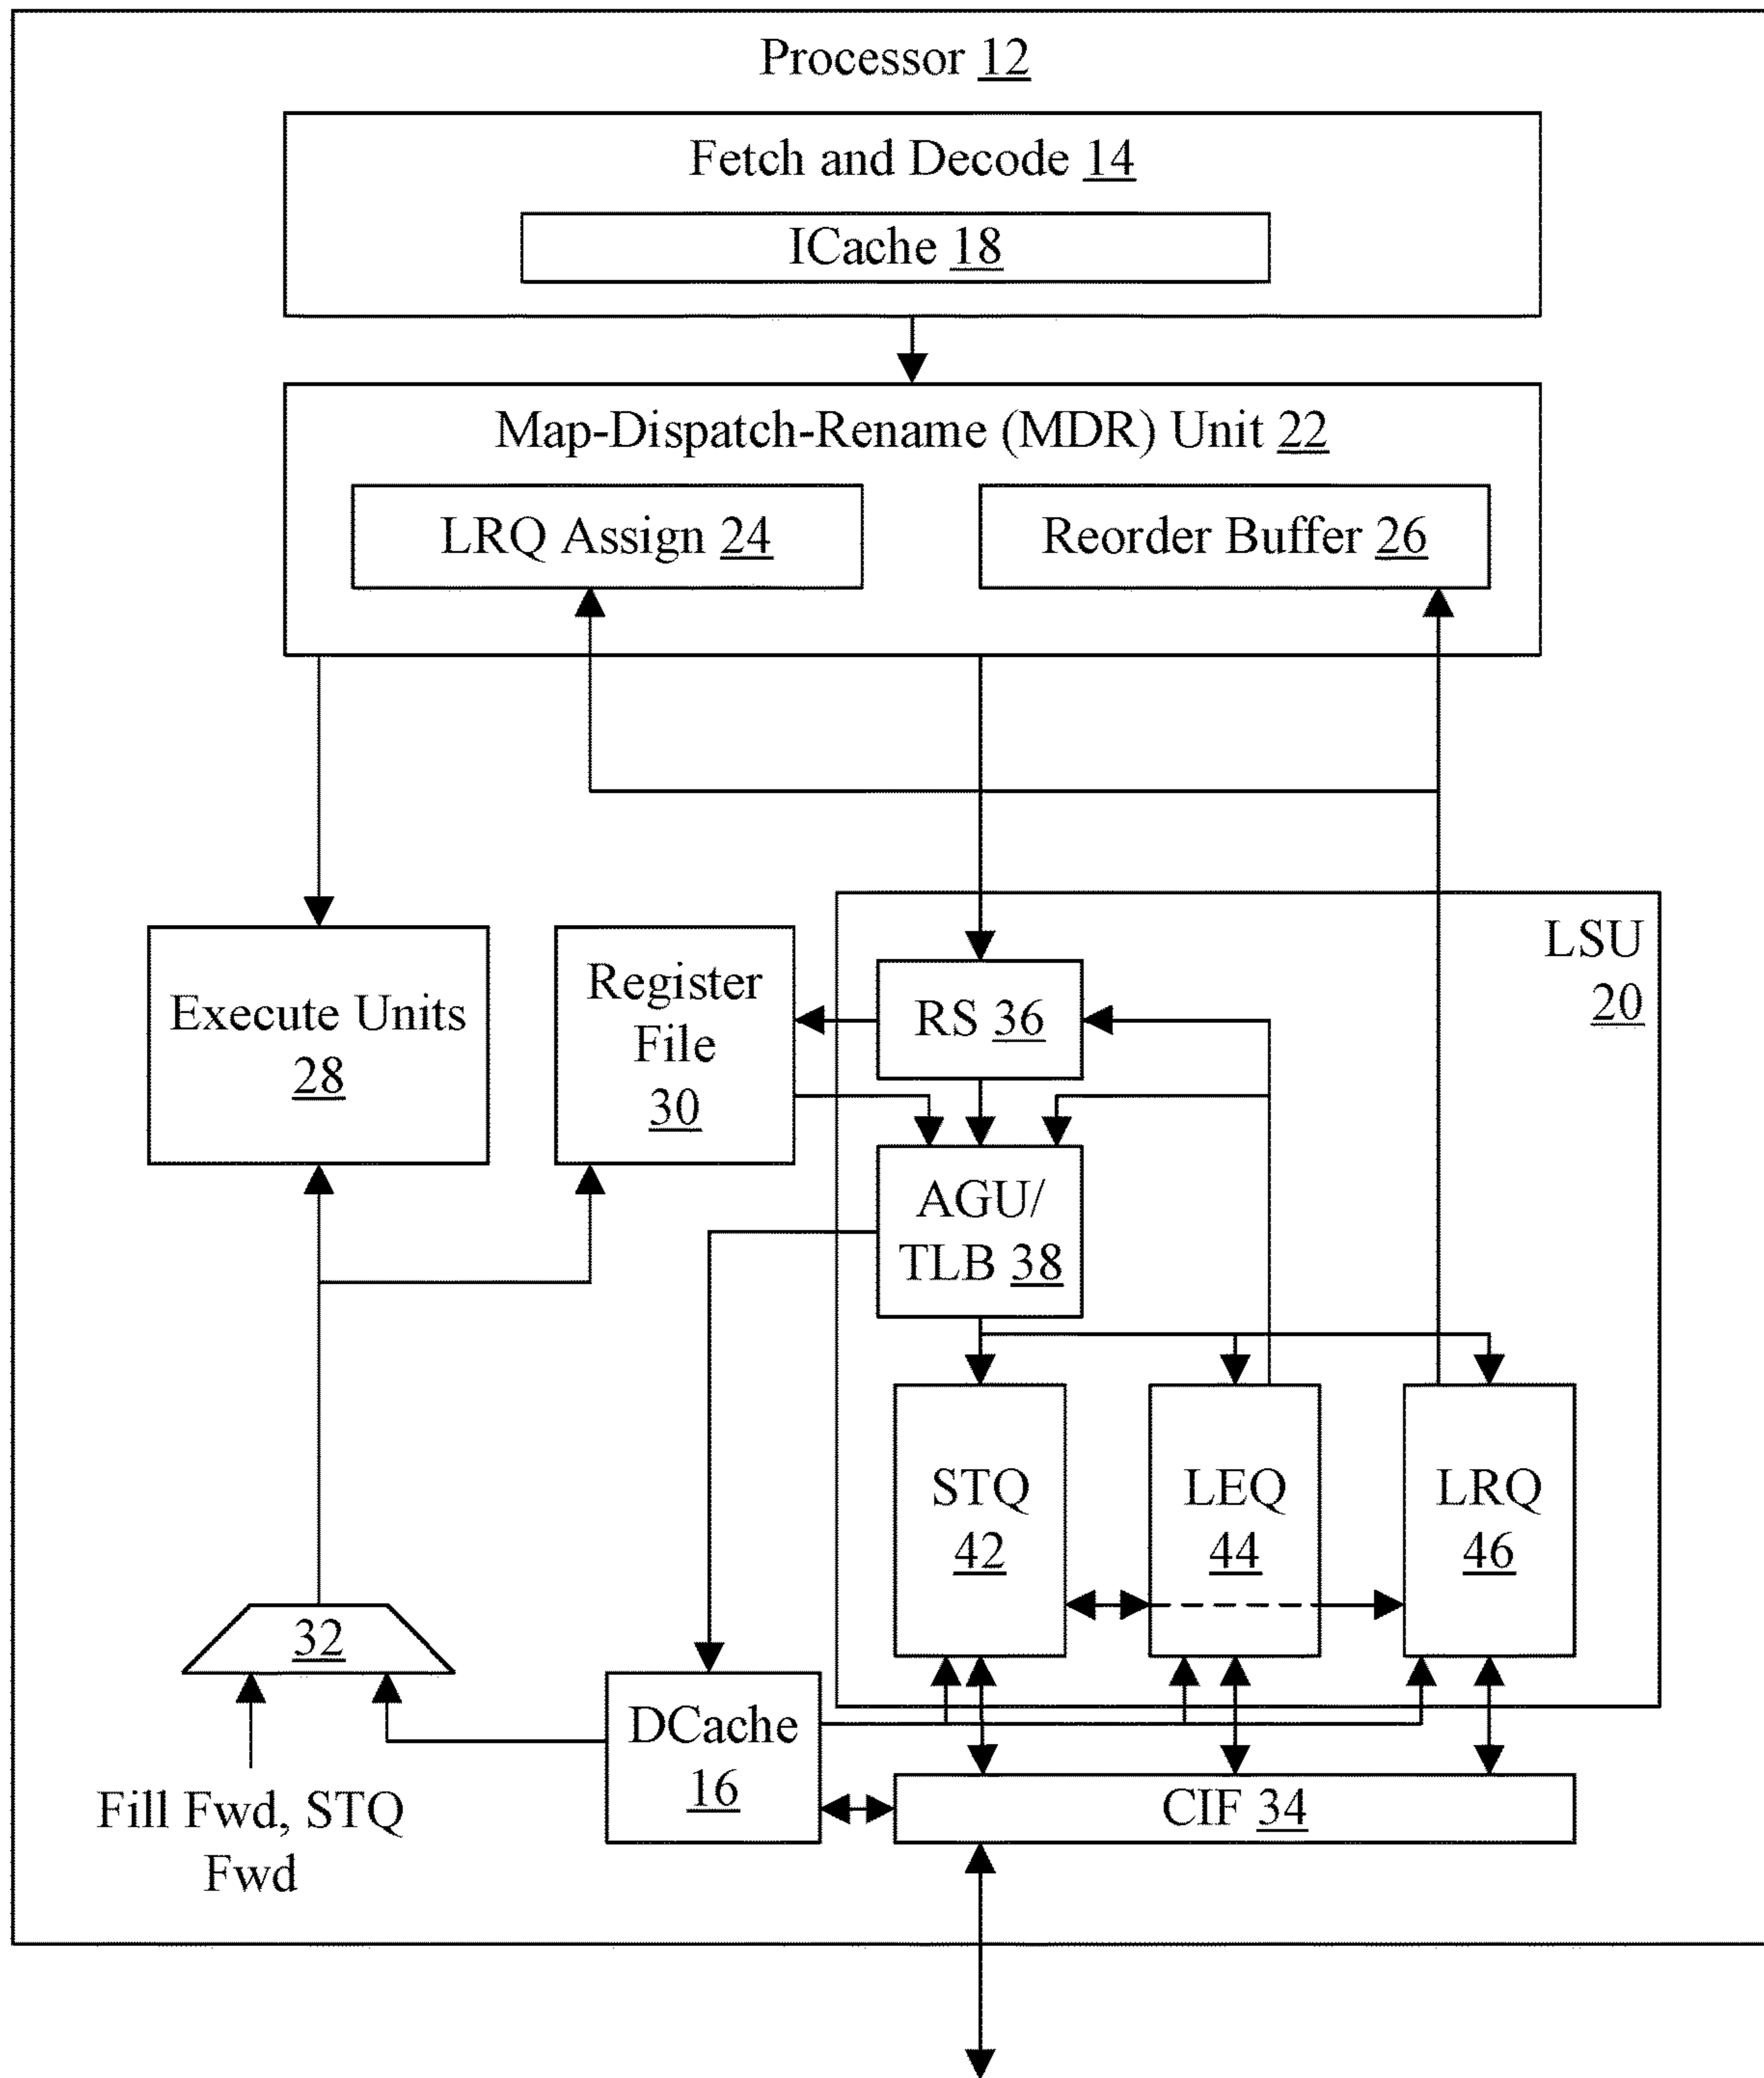 Processor 12
Fetch and Decode 14
ICache 18
Map-Dispatch-Rename (MDR) Unit 22
LRQ Assign 24
Reorder Buffer 26
LSU
20
Execute Units
28
Register
File
30
RS 36
AGU/
TLB 38
STQ
42
LEQ
44
LRQ
46
32
Fill Fwd, STQ
Fwd
DCache
16
CIF 34